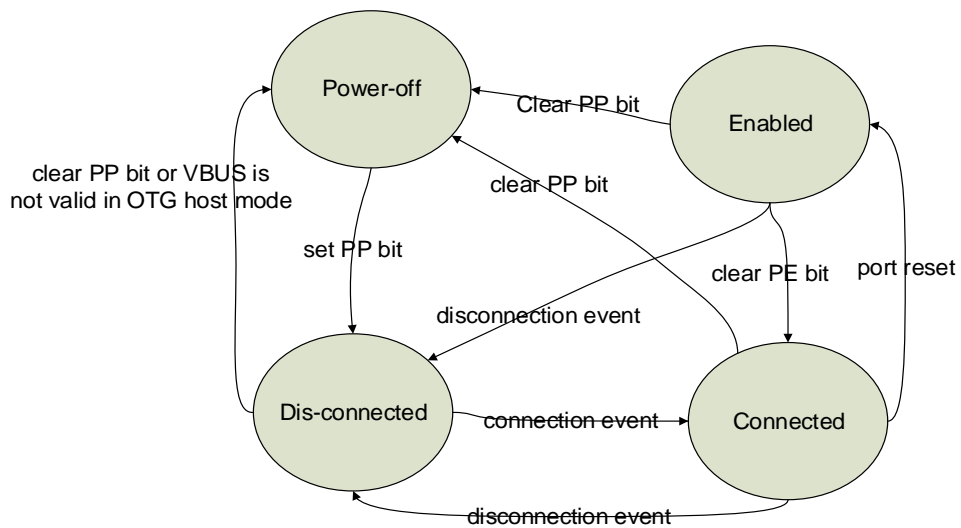 Power-off
Clear PP bit
Enabled
clear PP bit or VBUS is
not valid in OTG host mode
clear PP bit
set PP bit
clear PE bit
port reset
disconnection event
Dis-connected
connection event
Connected
disconnection event